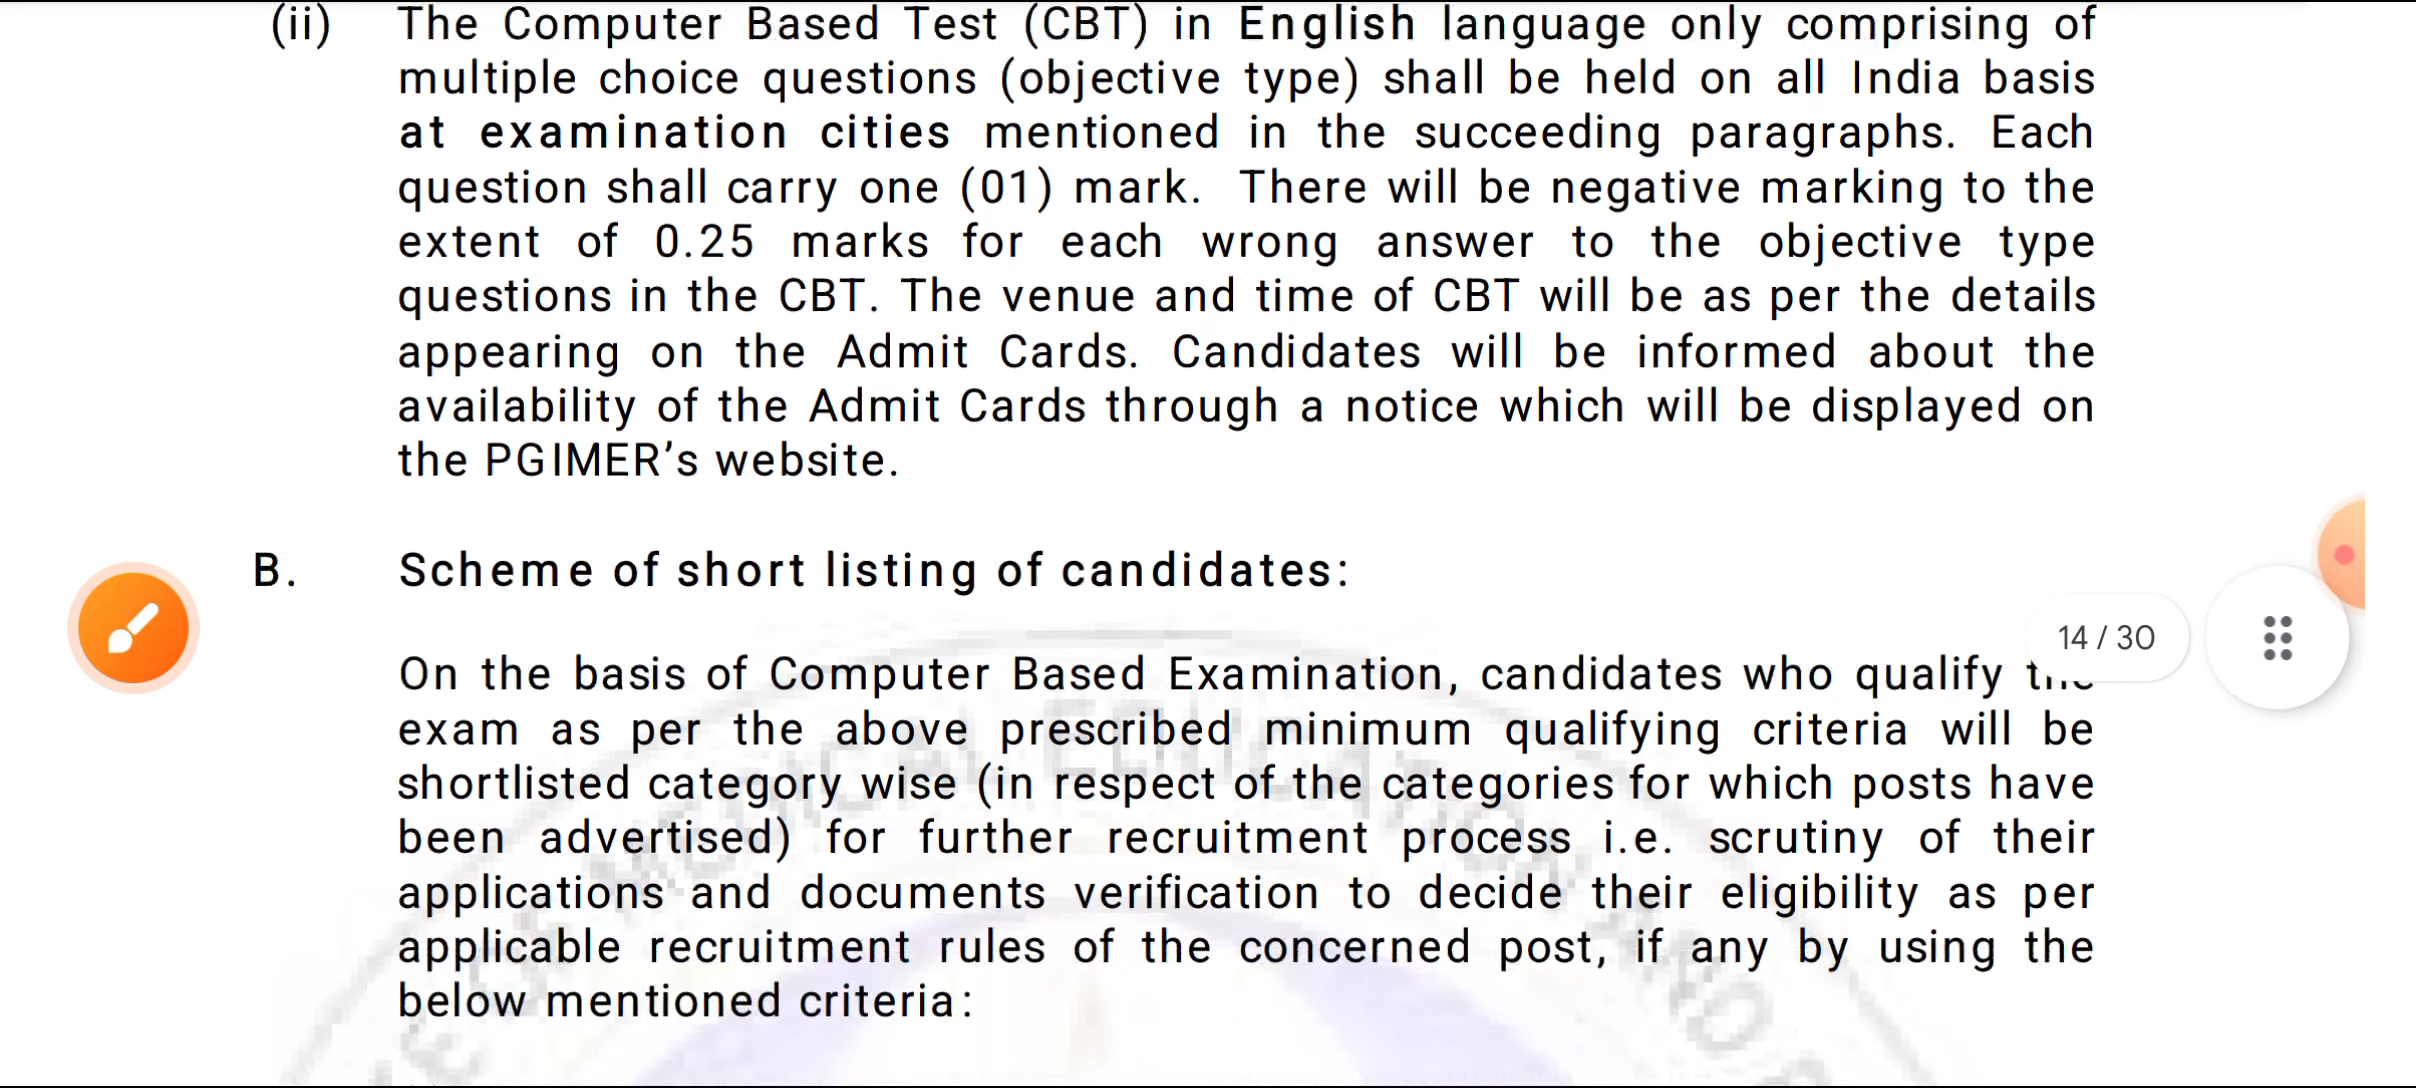 (ii) The Computer Based Test (CBT) in English language only comprising of
multiple choice questions (objective type) shall be held on all India basis
at examination cities mentioned in the succeeding paragraphs. Each
question shall carry one (01) mark. There will be negative marking to the
extent of 0.25 marks for each wrong answer to the objective type
questions in the CBT. The venue and time of CBT will be as per the details
appearing on the Admit Cards. Candidates will be informed about the
availability of the Admit Cards through a notice which will be displayed on
the PGIMER’s website.
B. Scheme of short listing of candidates:
14 / 30
On the basis of Computer Based Examination, candidates who qualify
exam as per the above prescribed minimum qualifying criteria will be
shortlisted category wise (in respect of the categories for which posts have
been advertised) for further recruitment process i.e. scrutiny of their
applications and documents verification to decide their eligibility as per
applicable recruitment rules of the concerned post, if any by using the
below mentioned criteria:
OF MEDICAL EDUCATION AND